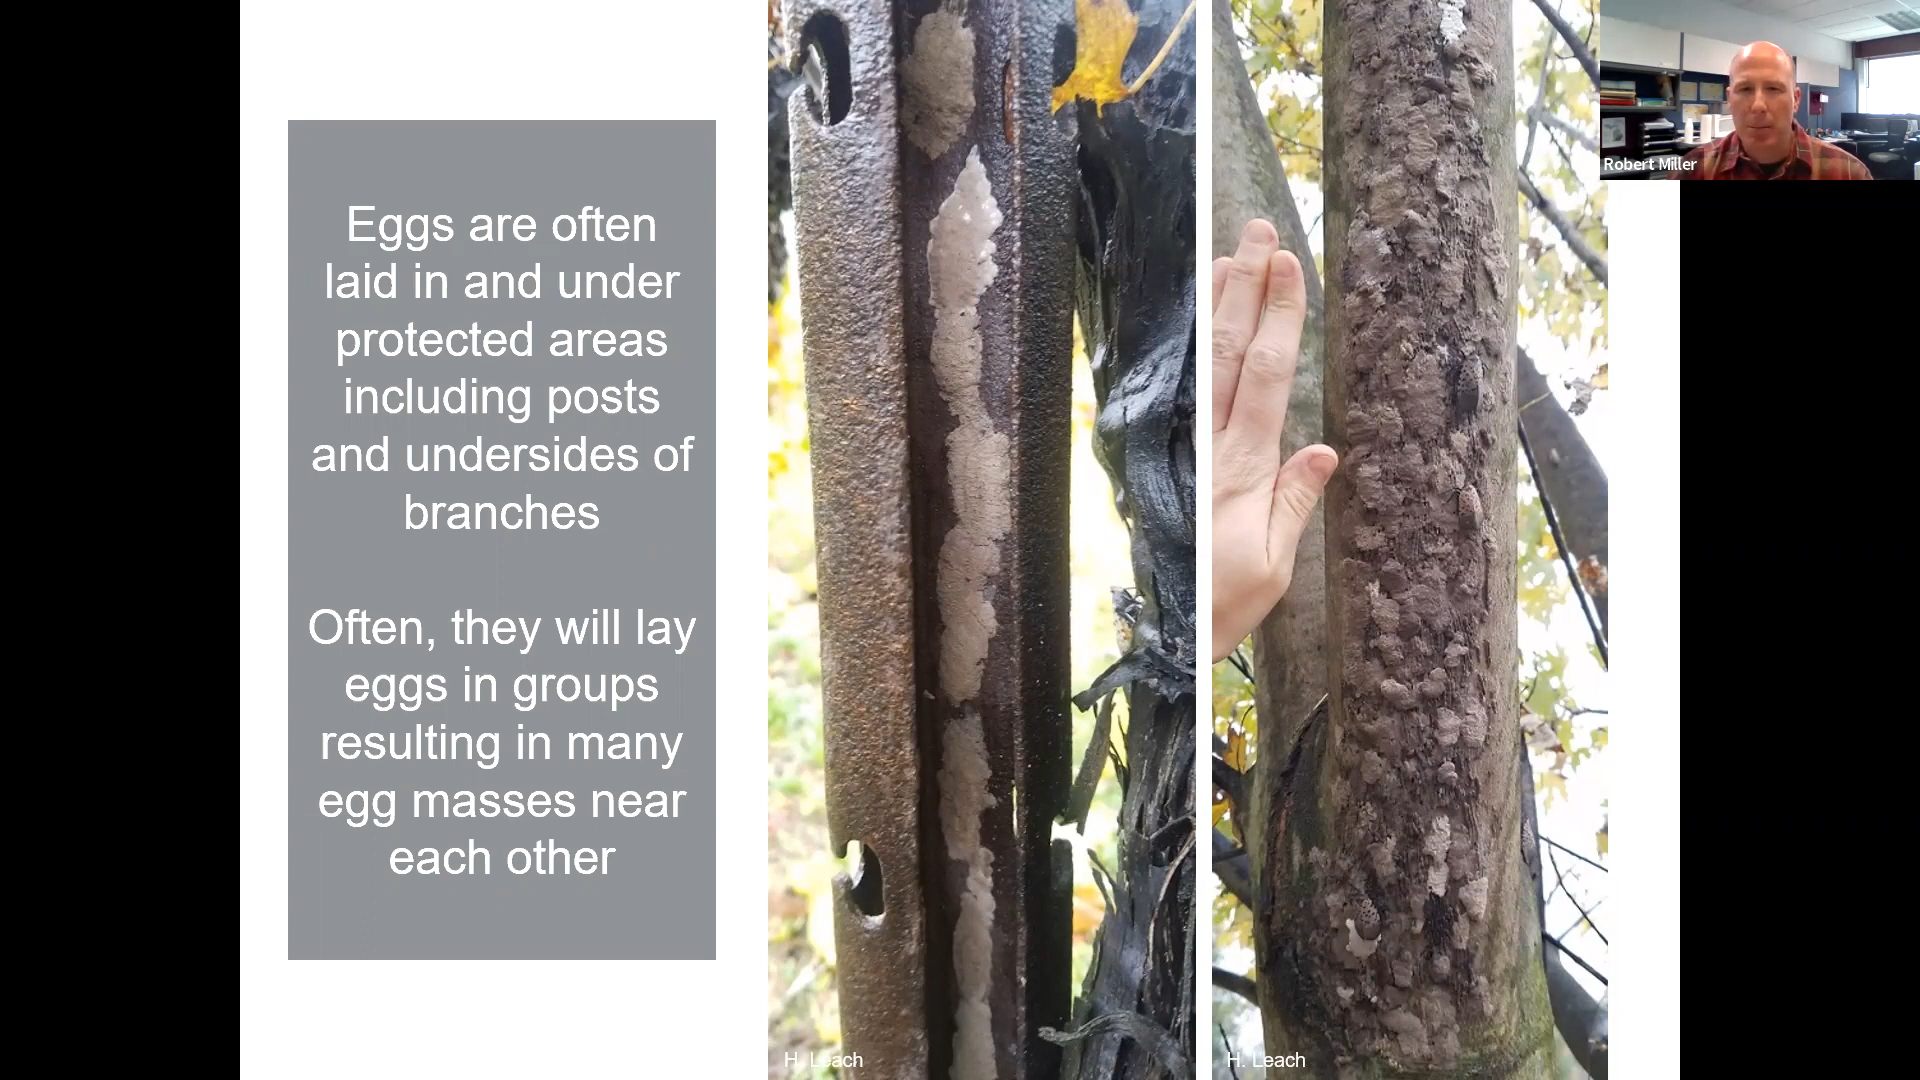 Eggs are often
laid in and under
protected areas
including posts
and undersides of
branches
Often, they will lay
eggs in groups
resulting in many
egg masses near
each other
H. Leach
H. Leach
Robert Miller